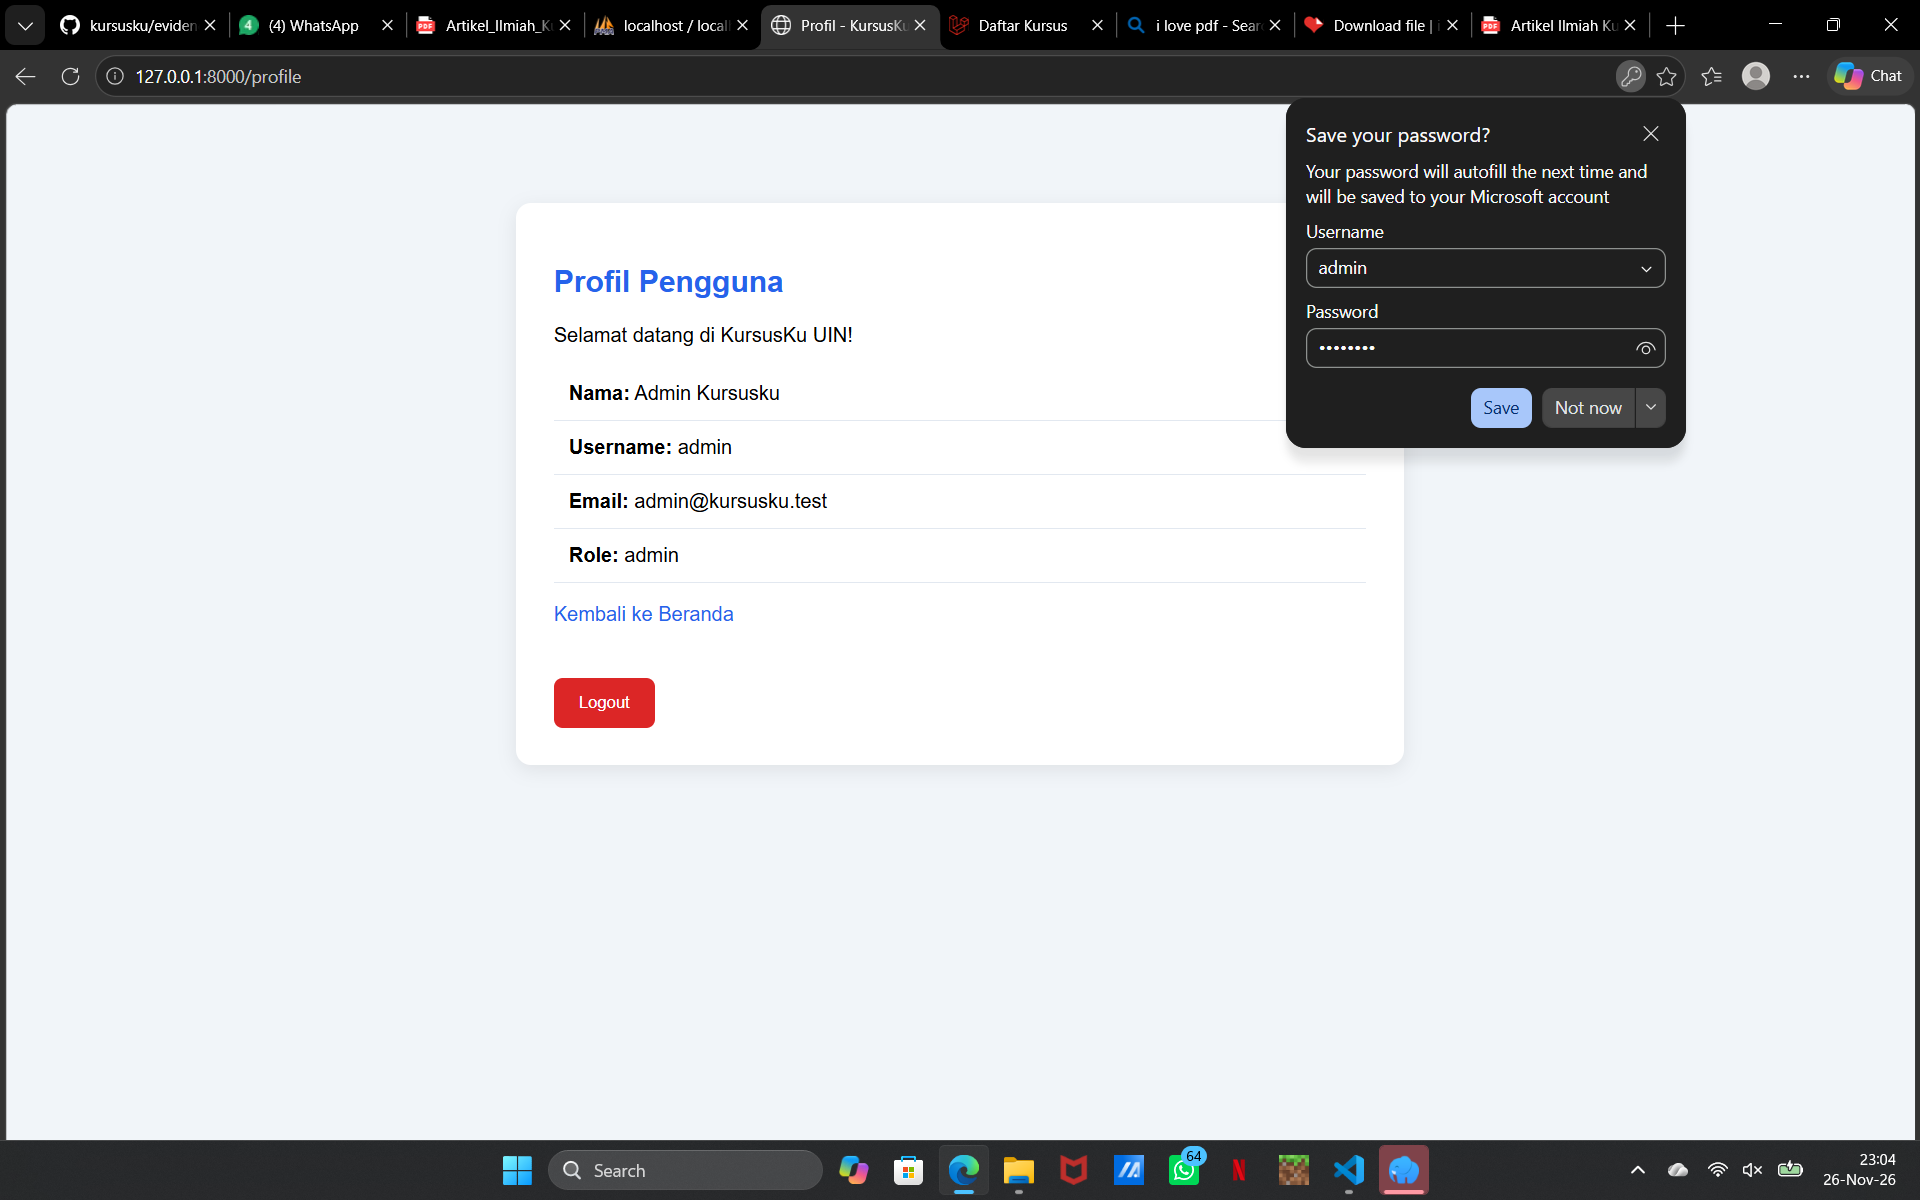 kursusku/eviden
4 (4) WhatsApp
PDF Artikel_Ilmiah_K
localhost / local
Profil - KursusKu
Daftar Kursus
i love pdf - Sear
Download file |
PDF Artikel Ilmiah Ku
127.0.0.1:8000/profile
Chat
Save your password?
Your password will autofill the next time and
will be saved to your Microsoft account
Username
admin
Password
••••••••
Save
Not now
Profil Pengguna
Selamat datang di KursusKu UIN!
Nama: Admin Kursusku
Username: admin
Email: admin@kursusku.test
Role: admin
Kembali ke Beranda
Logout
Search
64
23:04
26-Nov-26